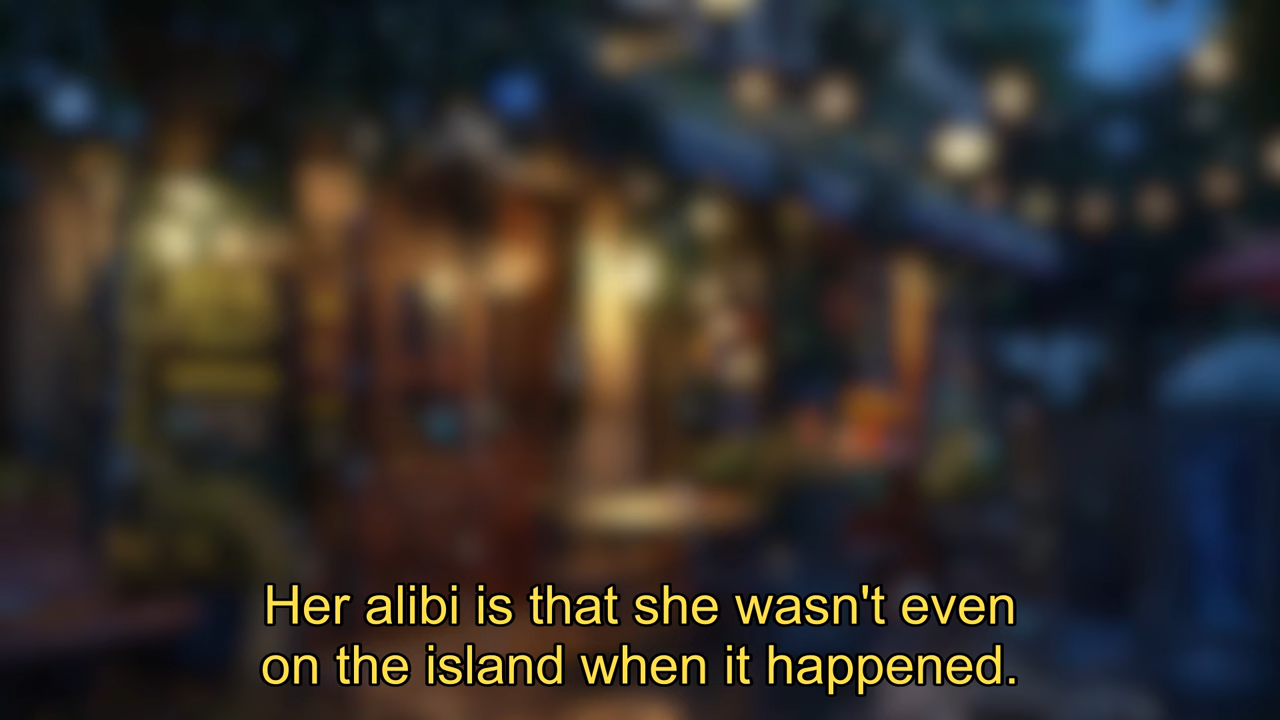 Her alibi is that she wasn't even
on the island when it happened.